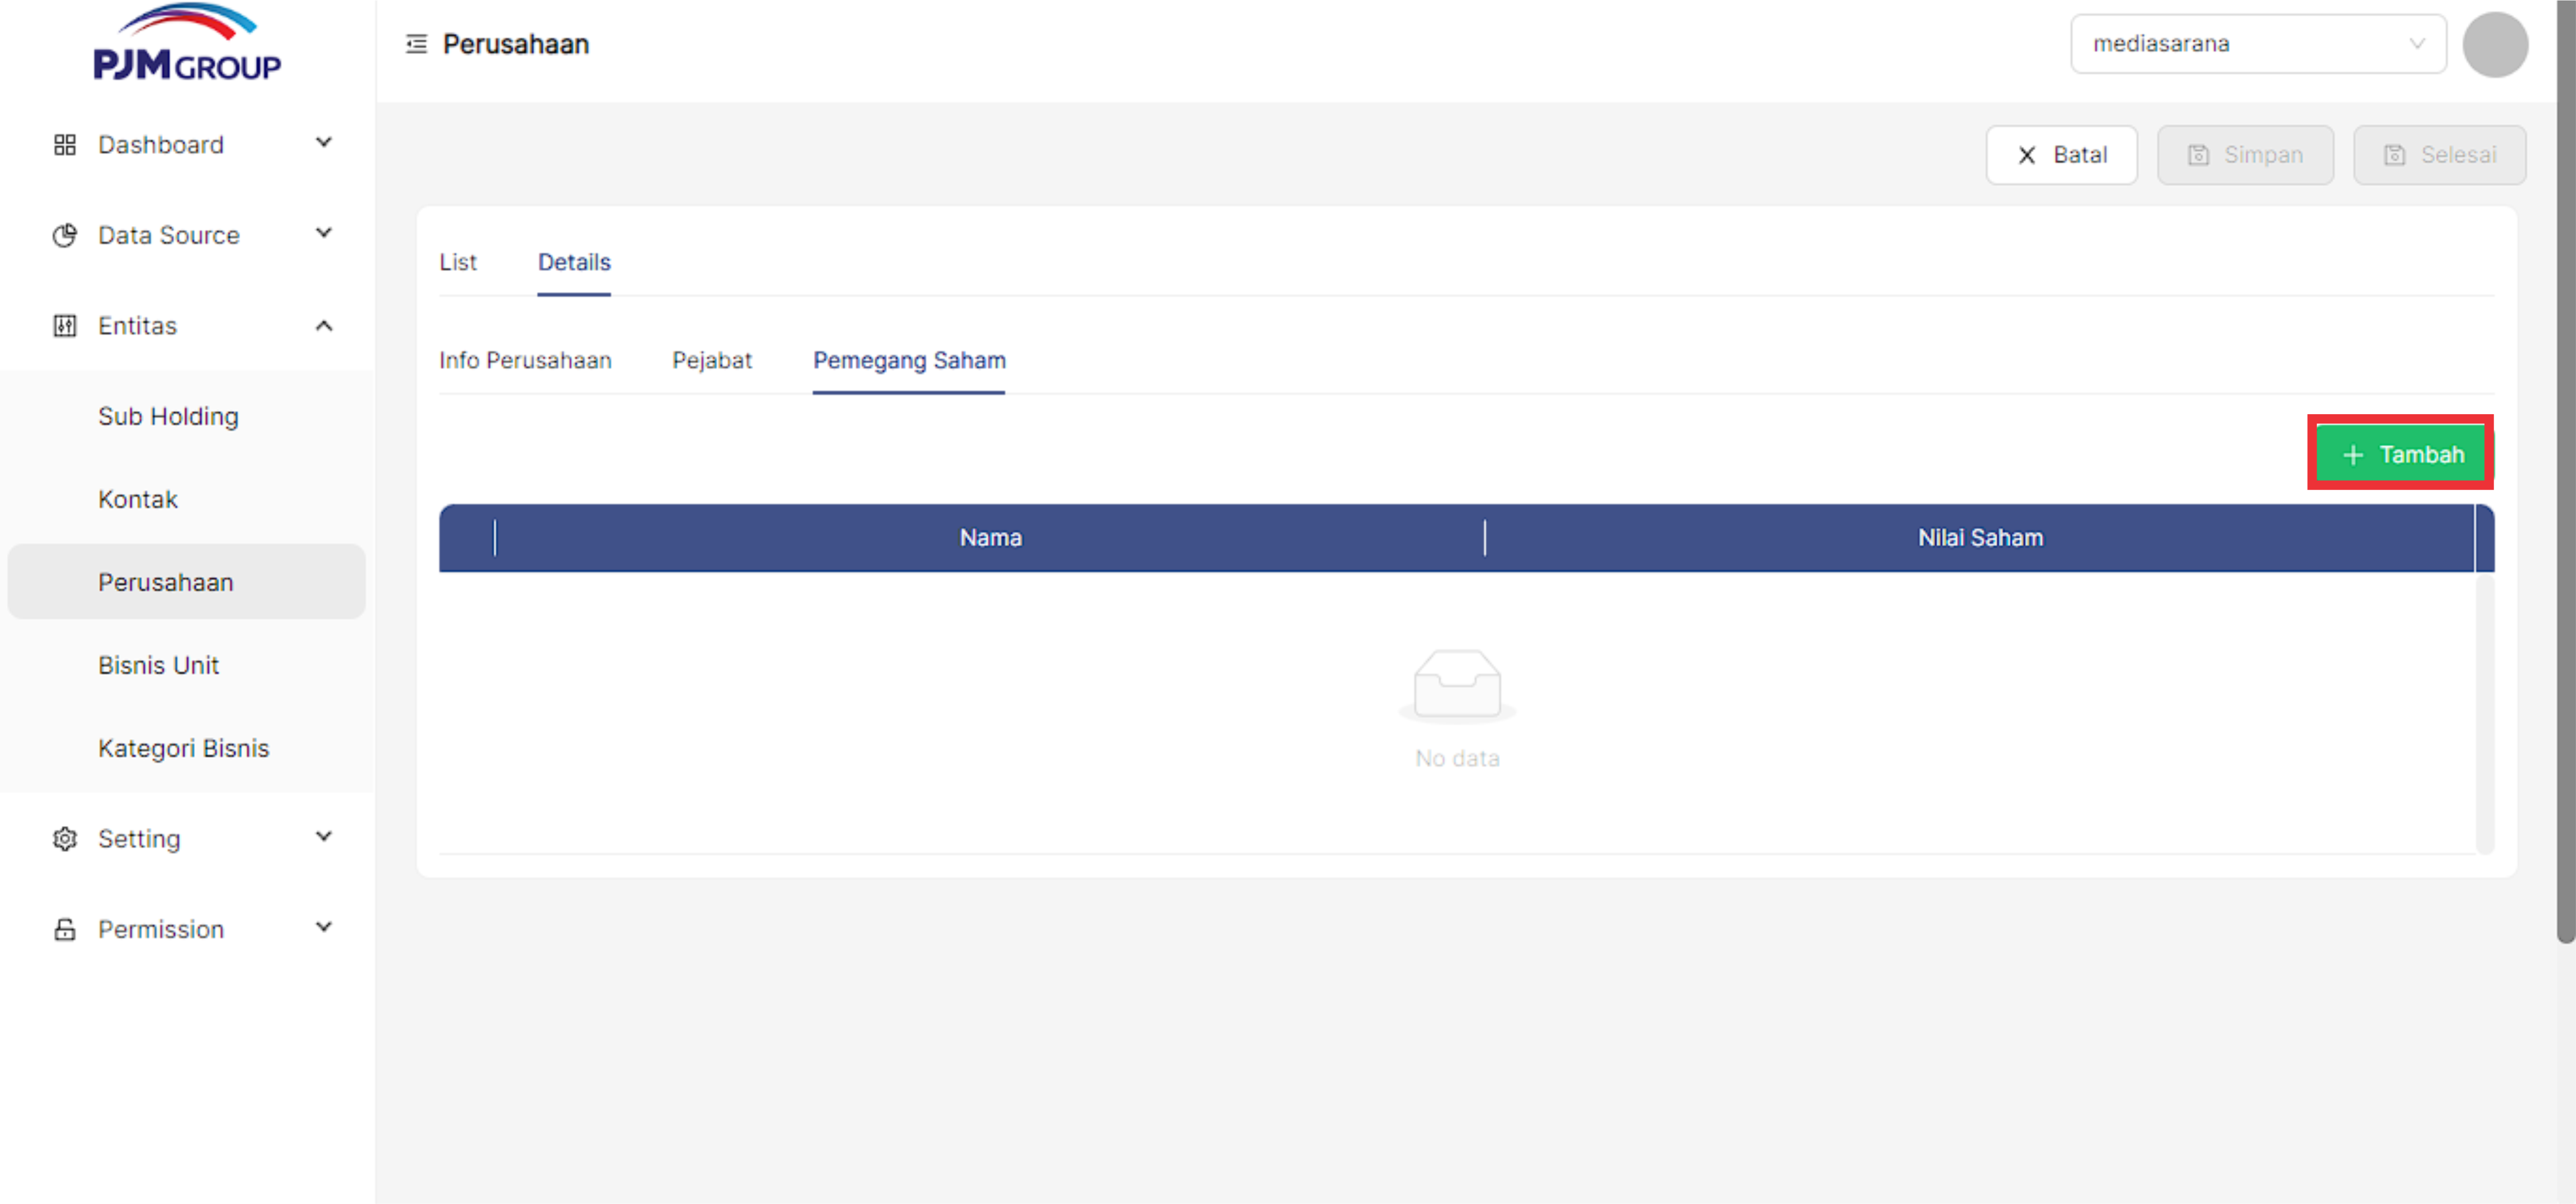 PJM GROUP
Perusahaan
mediasarana
Dashboard
Data Source
Entitas
Sub Holding
Kontak
Perusahaan
Bisnis Unit
Kategori Bisnis
Setting
Permission
Batal
Simpan
Selesai
List
Details
Info Perusahaan
Pejabat
Pemegang Saham
+ Tambah
Nama
Nilai Saham
No data